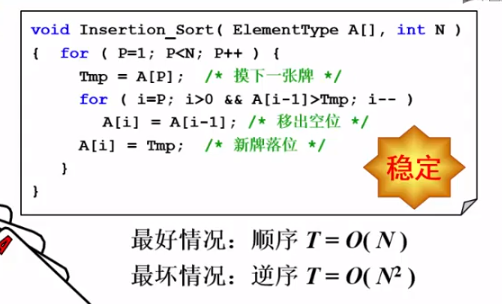 void Insertion_Sort( ElementType A[], int N )
{ for ( P=1; P<N; P++ ) {
Tmp = A[P]; /* 摸下一张牌 */
for ( i=P; i>0 && A[i-1]>Tmp; i-- )
A[i] = A[i-1]; /* 移出空位 */
A[i] = Tmp; /* 新牌落位 */
}
}
稳定
最好情况：顺序 T = O( N )
最坏情况：逆序 T = O( N² )
A